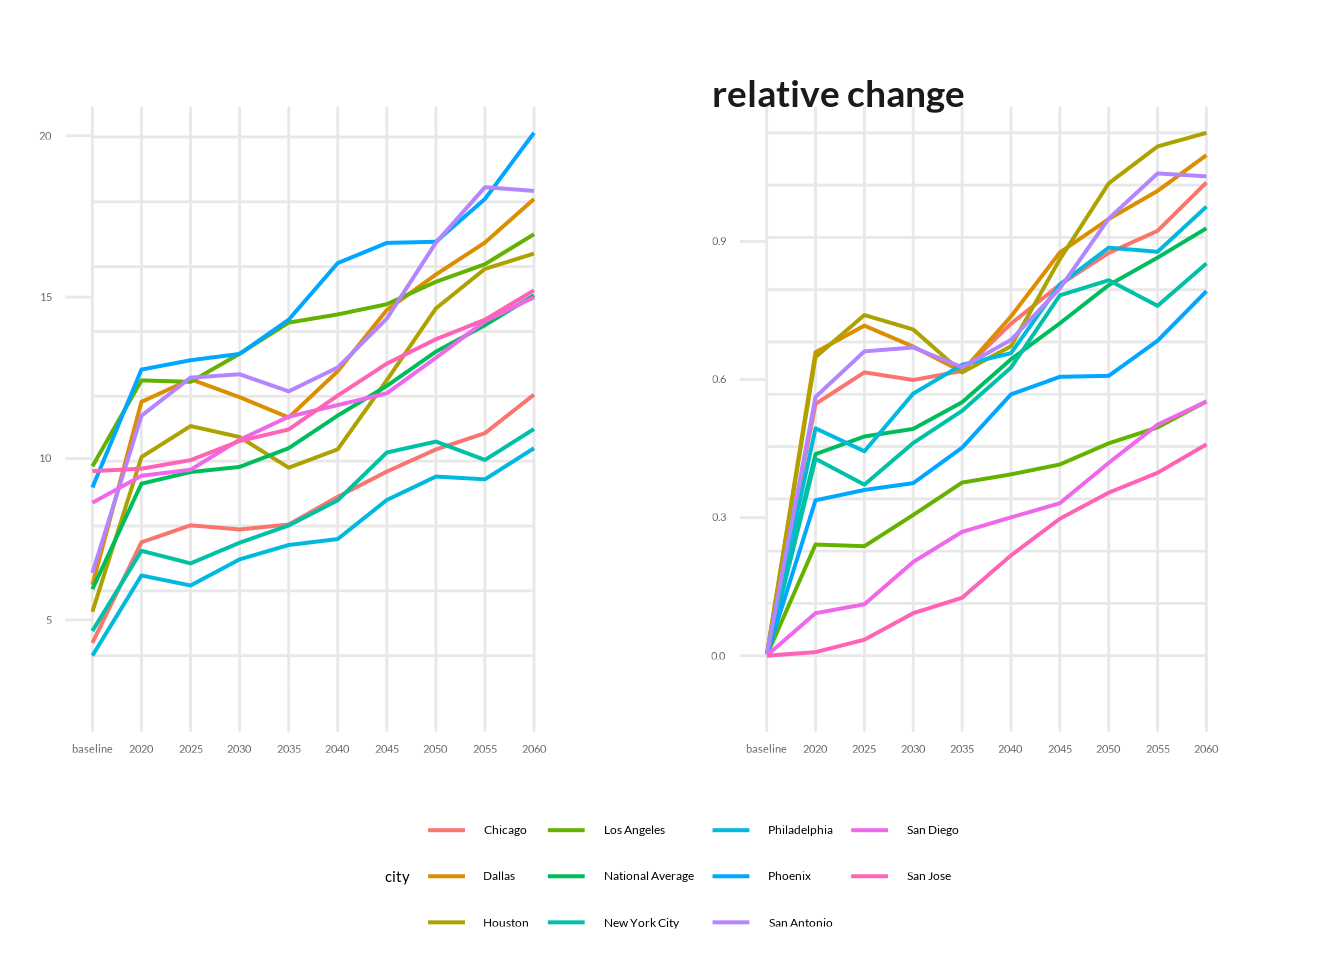 relative change
20
15
10
5
baseline 2020 2025 2030 2035 2040 2045 2050 2055 2060
0.9
0.6
0.3
0.0
baseline 2020 2025 2030 2035 2040 2045 2050 2055 2060
city
Chicago Los Angeles Philadelphia San Diego
Dallas National Average Phoenix San Jose
Houston New York City San Antonio